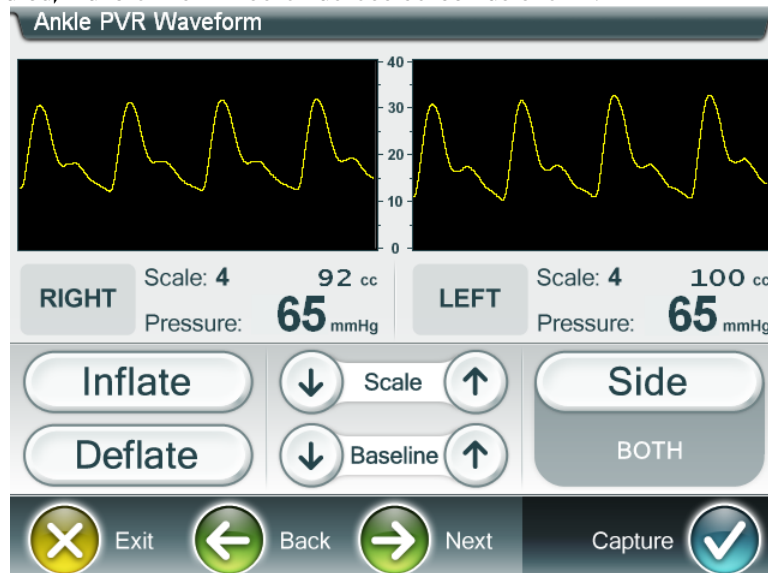 Ankle PVR Waveform
40
30
20
10
0
RIGHT
Scale: 4 92 cc
Pressure: 65 mmHg
LEFT
Scale: 4 100 cc
Pressure: 65 mmHg
Inflate
Scale
Side
Deflate
Baseline
BOTH
Exit
Back
Next
Capture